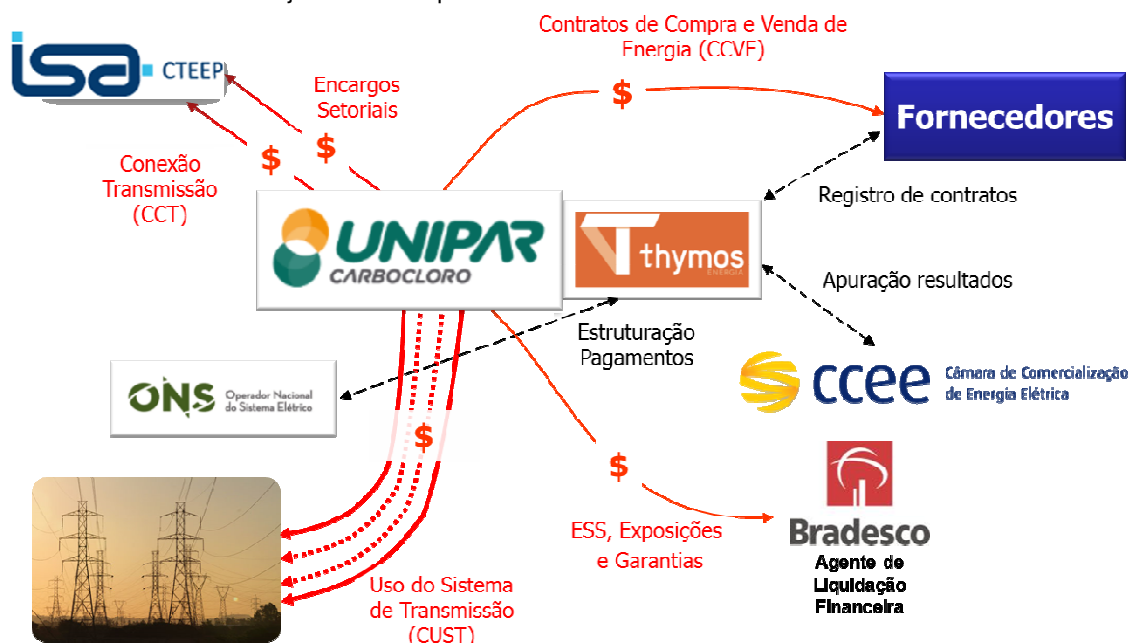 Contratos de Compra e Venda de
Energia (CCVE)
isa CTEEP
Encargos
Setoriais
$
$
$
Fornecedores
Conexão
Transmissão
(CCT)
Registro de contratos
UNIPAR
CARBOCLORO
thymos
ENERGIA
Apuração resultados
Estruturação
Pagamentos
ONS Operador Nacional
do Sistema Elétrico
ccee Câmara de Comercialização
de Energia Elétrica
$
$
ESS, Exposições
e Garantias
Bradesco
Agente de
Liquidação
Financeira
Uso do Sistema
de Transmissão
(CUST)